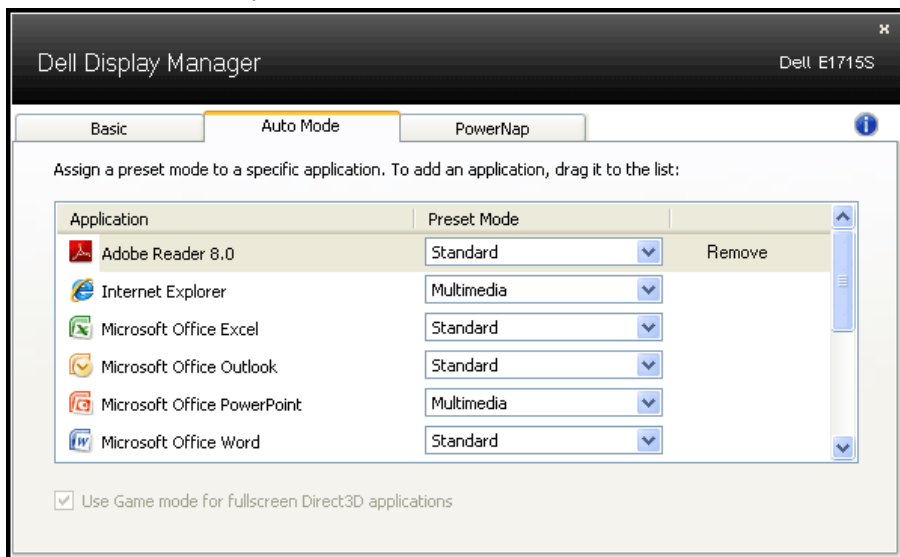 Dell Display Manager
Dell E1715S
Basic Auto Mode PowerNap
Assign a preset mode to a specific application. To add an application, drag it to the list:
Application Preset Mode
Adobe Reader 8.0 Standard Remove
Internet Explorer Multimedia
Microsoft Office Excel Standard
Microsoft Office Outlook Standard
Microsoft Office PowerPoint Multimedia
Microsoft Office Word Standard
Use Game mode for fullscreen Direct3D applications